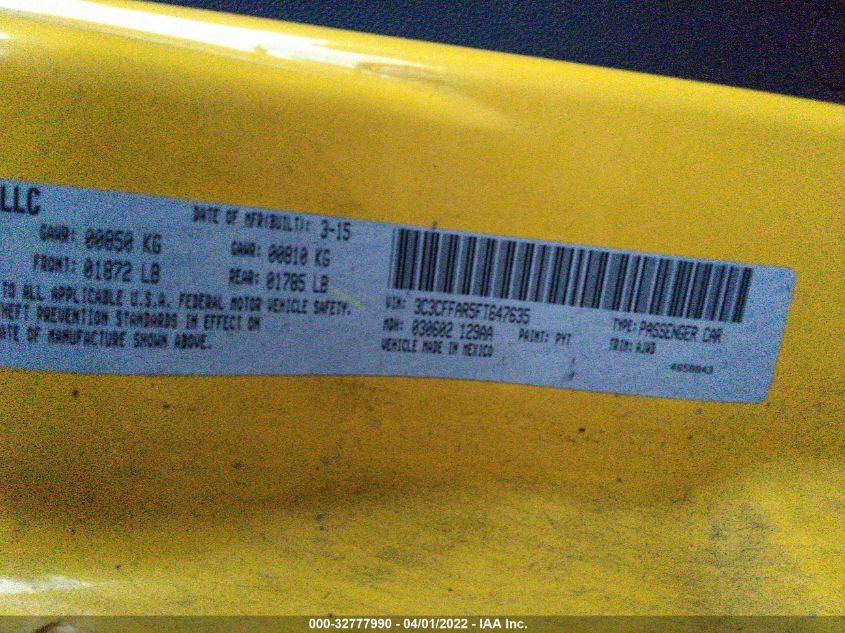 LLC
DATE OF MFR(BUILT): 3-15
GAWR: 00850 KG
GAWR: 00810 KG
FRONT: 01872 LB
REAR: 01785 LB
TO ALL APPLICABLE U.S.A. FEDERAL MOTOR VEHICLE SAFETY,
THEFT PREVENTION STANDARDS IN EFFECT ON
DATE OF MANUFACTURE SHOWN ABOVE.
VIN: 3C3CFFAR5FT647635
TYPE: PASSENGER CAR
MDH: 030602 129AA
PAINT: PYT
TRIM: AJW3
VEHICLE MADE IN MEXICO
4658043
000-32777990 - 04/01/2022 - IAA Inc.